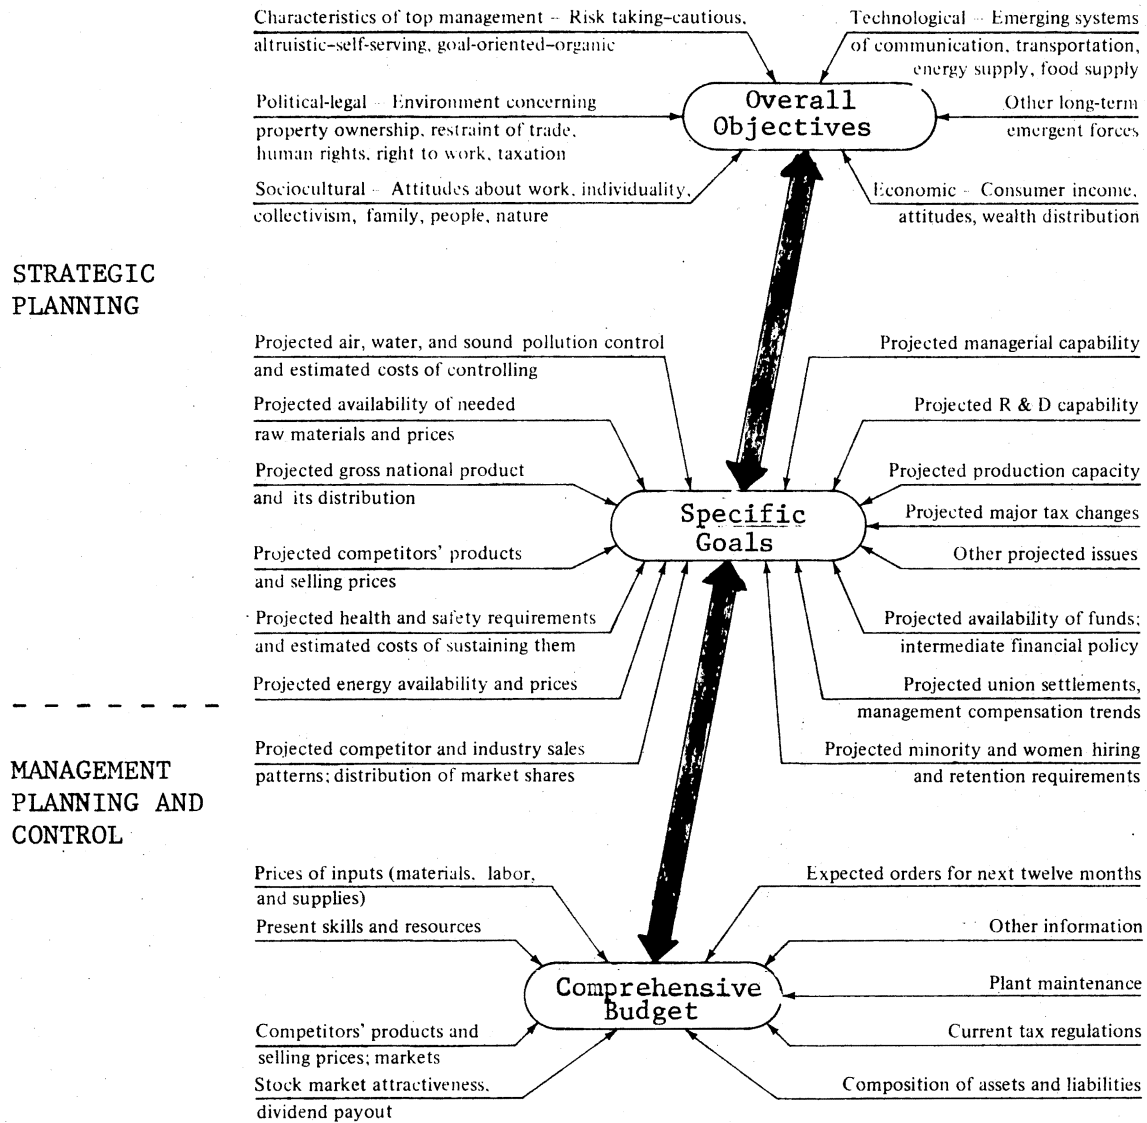 Characteristics of top management – Risk taking–cautious,
altruistic–self-serving, goal-oriented–organic
Technological – Emerging systems
of communication, transportation,
energy supply, food supply
Political-legal – Environment concerning
property ownership, restraint of trade,
human rights, right to work, taxation
Overall
Objectives
Other long-term
emergent forces
Sociocultural – Attitudes about work, individuality,
collectivism, family, people, nature
Economic – Consumer income,
attitudes, wealth distribution
STRATEGIC
PLANNING
Projected air, water, and sound pollution control
and estimated costs of controlling
Projected managerial capability
Projected availability of needed
raw materials and prices
Projected R & D capability
Projected gross national product
and its distribution
Projected production capacity
Specific
Goals
Projected major tax changes
Projected competitors' products
and selling prices
Other projected issues
Projected health and safety requirements
and estimated costs of sustaining them
Projected availability of funds;
intermediate financial policy
Projected energy availability and prices
Projected union settlements,
management compensation trends
Projected competitor and industry sales
patterns; distribution of market shares
Projected minority and women hiring
and retention requirements
MANAGEMENT
PLANNING AND
CONTROL
Prices of inputs (materials, labor,
and supplies)
Expected orders for next twelve months
Present skills and resources
Other information
Comprehensive
Budget
Plant maintenance
Competitors' products and
selling prices; markets
Current tax regulations
Stock market attractiveness,
dividend payout
Composition of assets and liabilities